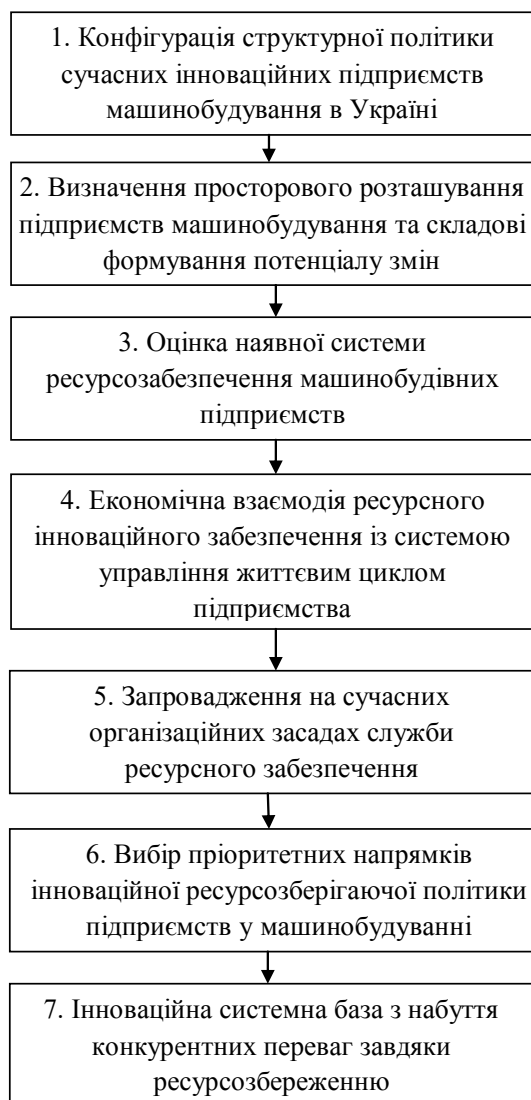 1. Конфігурація структурної політики
сучасних інноваційних підприємств
машинобудування в Україні
2. Визначення просторового розташування
підприємств машинобудування та складові
формування потенціалу змін
3. Оцінка наявної системи
ресурсозабезпечення машинобудівних
підприємств
4. Економічна взаємодія ресурсного
інноваційного забезпечення із системою
управління життєвим циклом
підприємства
5. Запровадження на сучасних
організаційних засадах служби
ресурсного забезпечення
6. Вибір пріоритетних напрямків
інноваційної ресурсозберігаючої політики
підприємств у машинобудуванні
7. Інноваційна системна база з набуття
конкурентних переваг завдяки
ресурсозбереженню